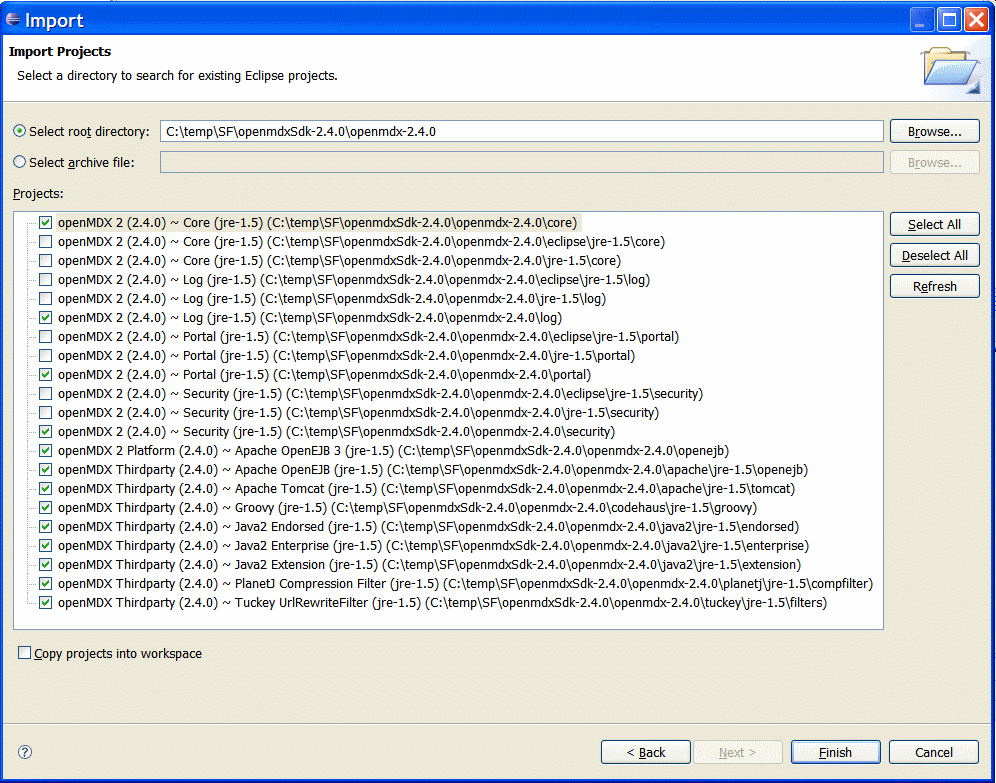 Import
Import Projects
Select a directory to search for existing Eclipse projects.
Select root directory: C:\temp\SF\openmdxSdk-2.4.0\openmdx-2.4.0 Browse...
Select archive file: Browse...
Projects:
openMDX 2 (2.4.0) ~ Core (jre-1.5) (C:\temp\SF\openmdxSdk-2.4.0\openmdx-2.4.0\core) Select All
openMDX 2 (2.4.0) ~ Core (jre-1.5) (C:\temp\SF\openmdxSdk-2.4.0\openmdx-2.4.0\eclipse\jre-1.5\core)
openMDX 2 (2.4.0) ~ Core (jre-1.5) (C:\temp\SF\openmdxSdk-2.4.0\openmdx-2.4.0\jre-1.5\core) Deselect All
openMDX 2 (2.4.0) ~ Log (jre-1.5) (C:\temp\SF\openmdxSdk-2.4.0\openmdx-2.4.0\eclipse\jre-1.5\log) Refresh
openMDX 2 (2.4.0) ~ Log (jre-1.5) (C:\temp\SF\openmdxSdk-2.4.0\openmdx-2.4.0\jre-1.5\log)
openMDX 2 (2.4.0) ~ Log (jre-1.5) (C:\temp\SF\openmdxSdk-2.4.0\openmdx-2.4.0\log)
openMDX 2 (2.4.0) ~ Portal (jre-1.5) (C:\temp\SF\openmdxSdk-2.4.0\openmdx-2.4.0\eclipse\jre-1.5\portal)
openMDX 2 (2.4.0) ~ Portal (jre-1.5) (C:\temp\SF\openmdxSdk-2.4.0\openmdx-2.4.0\jre-1.5\portal)
openMDX 2 (2.4.0) ~ Portal (jre-1.5) (C:\temp\SF\openmdxSdk-2.4.0\openmdx-2.4.0\portal)
openMDX 2 (2.4.0) ~ Security (jre-1.5) (C:\temp\SF\openmdxSdk-2.4.0\openmdx-2.4.0\eclipse\jre-1.5\security)
openMDX 2 (2.4.0) ~ Security (jre-1.5) (C:\temp\SF\openmdxSdk-2.4.0\openmdx-2.4.0\jre-1.5\security)
openMDX 2 (2.4.0) ~ Security (jre-1.5) (C:\temp\SF\openmdxSdk-2.4.0\openmdx-2.4.0\security)
openMDX 2 Platform (2.4.0) ~ Apache OpenEJB 3 (jre-1.5) (C:\temp\SF\openmdxSdk-2.4.0\openmdx-2.4.0\openejb)
openMDX Thirdparty (2.4.0) ~ Apache OpenEJB (jre-1.5) (C:\temp\SF\openmdxSdk-2.4.0\openmdx-2.4.0\apache\jre-1.5\openejb)
openMDX Thirdparty (2.4.0) ~ Apache Tomcat (jre-1.5) (C:\temp\SF\openmdxSdk-2.4.0\openmdx-2.4.0\apache\jre-1.5\tomcat)
openMDX Thirdparty (2.4.0) ~ Groovy (jre-1.5) (C:\temp\SF\openmdxSdk-2.4.0\openmdx-2.4.0\codehaus\jre-1.5\groovy)
openMDX Thirdparty (2.4.0) ~ Java2 Endorsed (jre-1.5) (C:\temp\SF\openmdxSdk-2.4.0\openmdx-2.4.0\java2\jre-1.5\endorsed)
openMDX Thirdparty (2.4.0) ~ Java2 Enterprise (jre-1.5) (C:\temp\SF\openmdxSdk-2.4.0\openmdx-2.4.0\java2\jre-1.5\enterprise)
openMDX Thirdparty (2.4.0) ~ Java2 Extension (jre-1.5) (C:\temp\SF\openmdxSdk-2.4.0\openmdx-2.4.0\java2\jre-1.5\extension)
openMDX Thirdparty (2.4.0) ~ PlanetJ Compression Filter (jre-1.5) (C:\temp\SF\openmdxSdk-2.4.0\openmdx-2.4.0\planetj\jre-1.5\compfilter)
openMDX Thirdparty (2.4.0) ~ Tuckey UrlRewriteFilter (jre-1.5) (C:\temp\SF\openmdxSdk-2.4.0\openmdx-2.4.0\tuckey\jre-1.5\filters)
Copy projects into workspace
? < Back Next > Finish Cancel